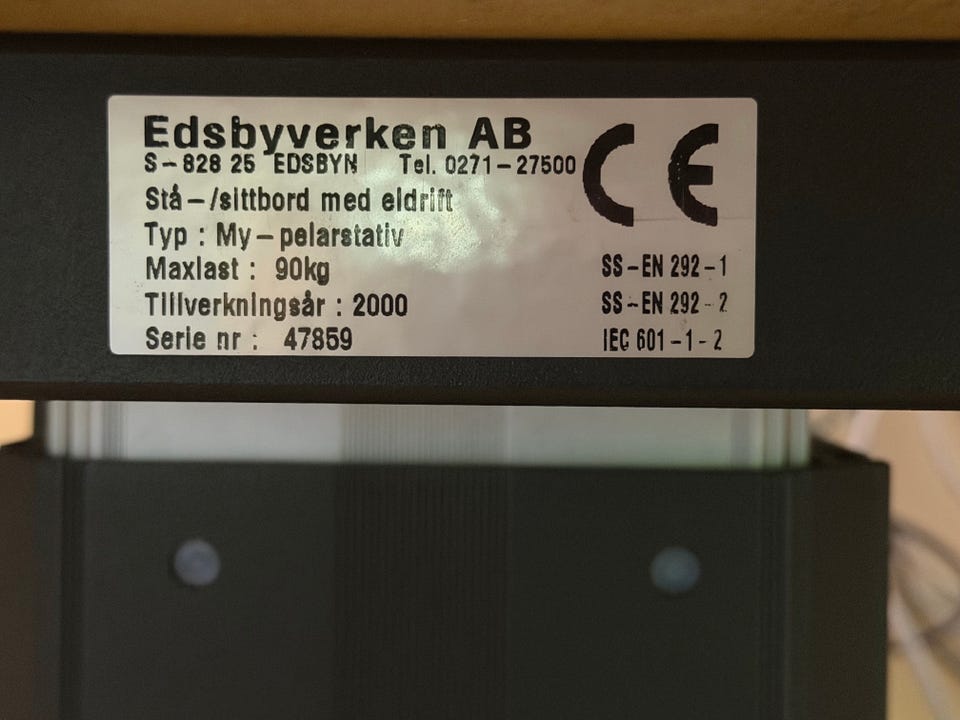 Edsbyverken AB
S-828 25 EDSBYN Tel. 0271-27500
CE
Stå-/sittbord med eldrift
Typ : My-pelarstativ
Maxlast : 90kg
SS-EN 292-1
Tillverkningsår : 2000
SS-EN 292-2
Serie nr : 47859
IEC 601-1-2